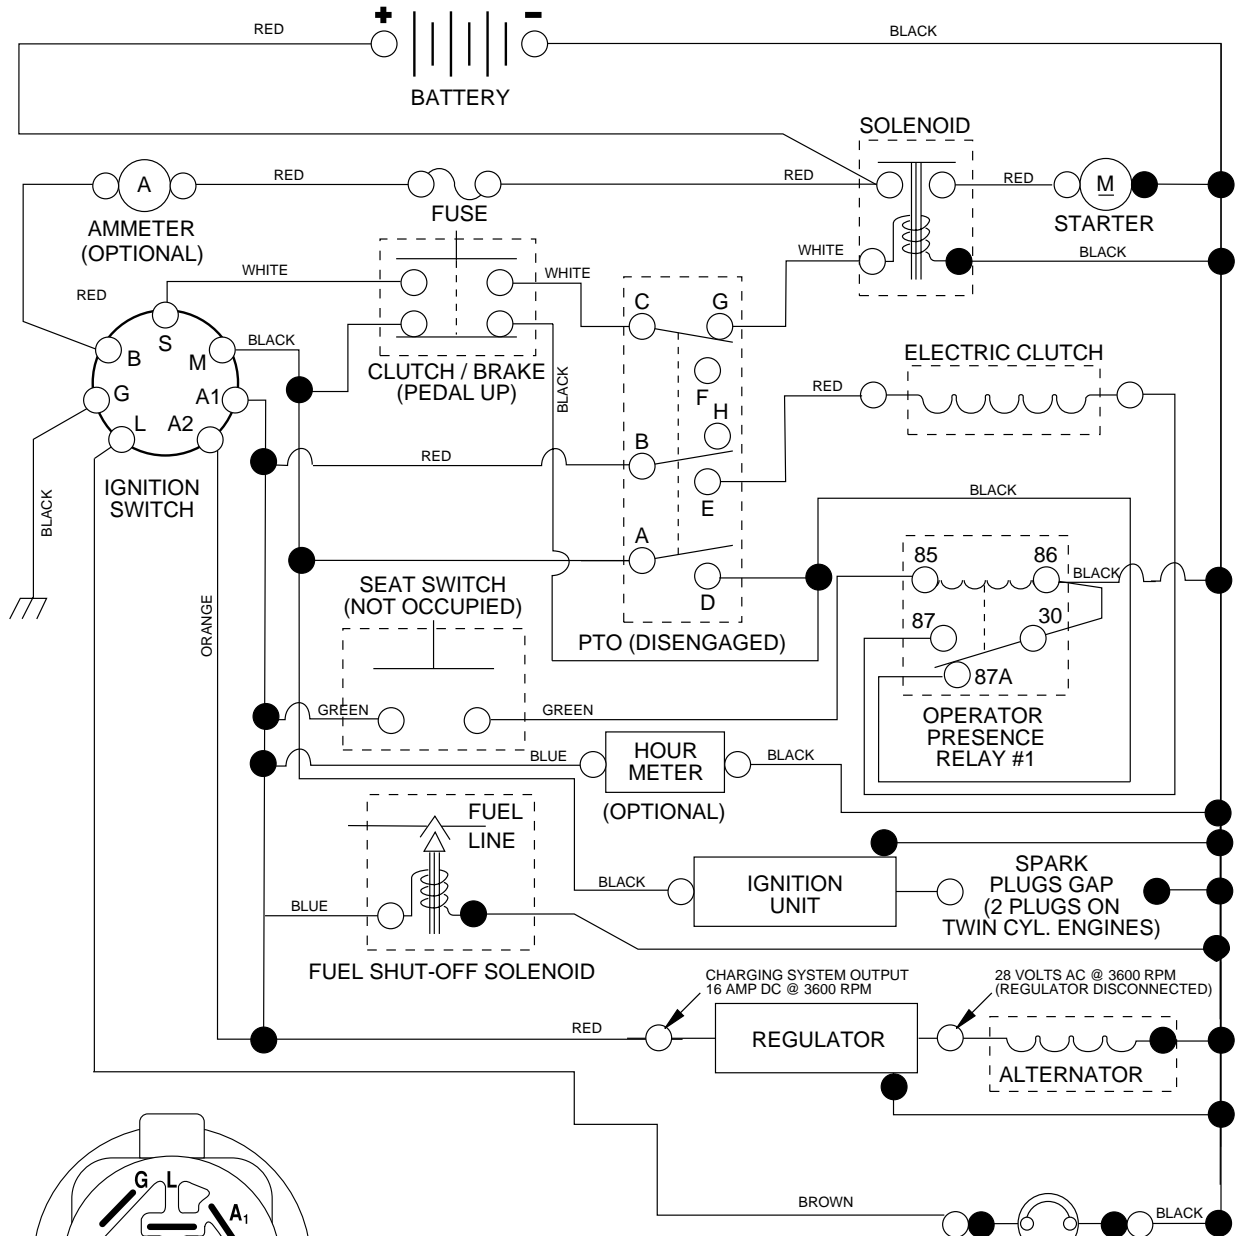 + −
RED
BLACK
BATTERY
SOLENOID
A
RED
RED
RED
M
FUSE
STARTER
AMMETER
(OPTIONAL)
WHITE
WHITE
WHITE
BLACK
RED
C G
S
BLACK
B
M
CLUTCH / BRAKE
(PEDAL UP)
BLACK
ELECTRIC CLUTCH
F
RED
G
A1
H
L A2
B
RED
IGNITION
SWITCH
BLACK
E
BLACK
A
85 86
SEAT SWITCH
(NOT OCCUPIED)
BLACK
D
ORANGE
87 30
PTO (DISENGAGED)
87A
GREEN
GREEN
OPERATOR
PRESENCE
RELAY #1
BLUE
HOUR
METER
BLACK
(OPTIONAL)
FUEL
LINE
BLACK
IGNITION
UNIT
SPARK
PLUGS GAP
(2 PLUGS ON
TWIN CYL. ENGINES)
BLUE
FUEL SHUT-OFF SOLENOID
CHARGING SYSTEM OUTPUT
16 AMP DC @ 3600 RPM
28 VOLTS AC @ 3600 RPM
(REGULATOR DISCONNECTED)
RED
REGULATOR
ALTERNATOR
G L
A1
BROWN
BLACK